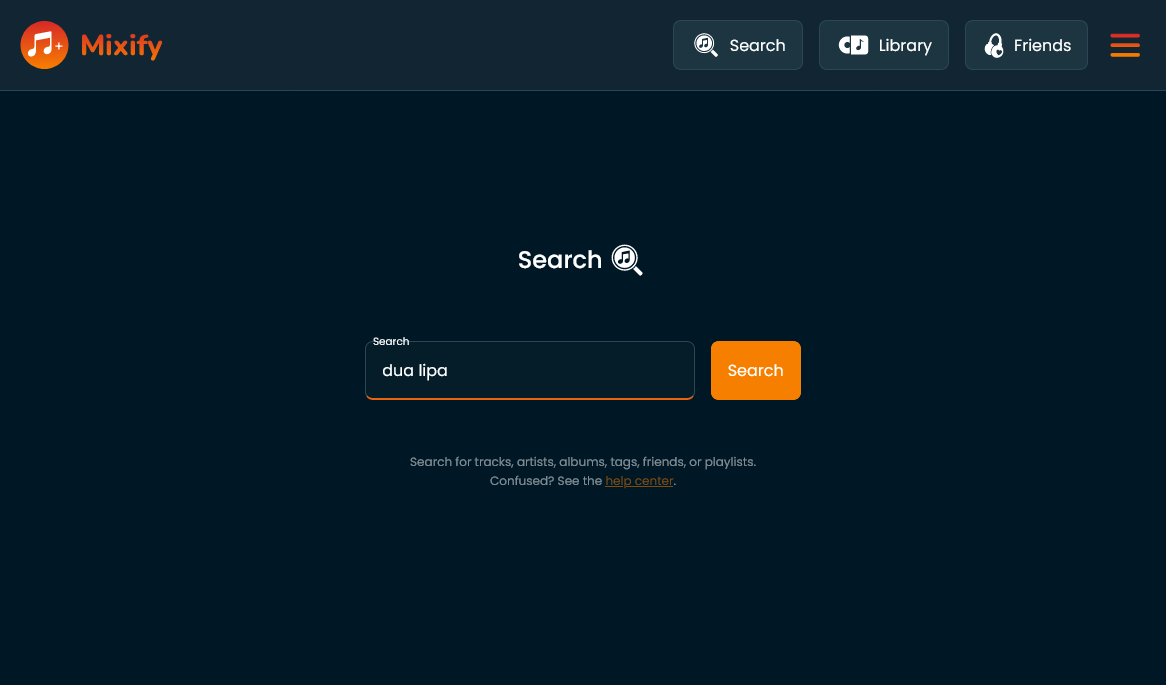 Mixify
Search
Library
Friends
Search
Search
dua lipa
Search
Search for tracks, artists, albums, tags, friends, or playlists.
Confused? See the help center.